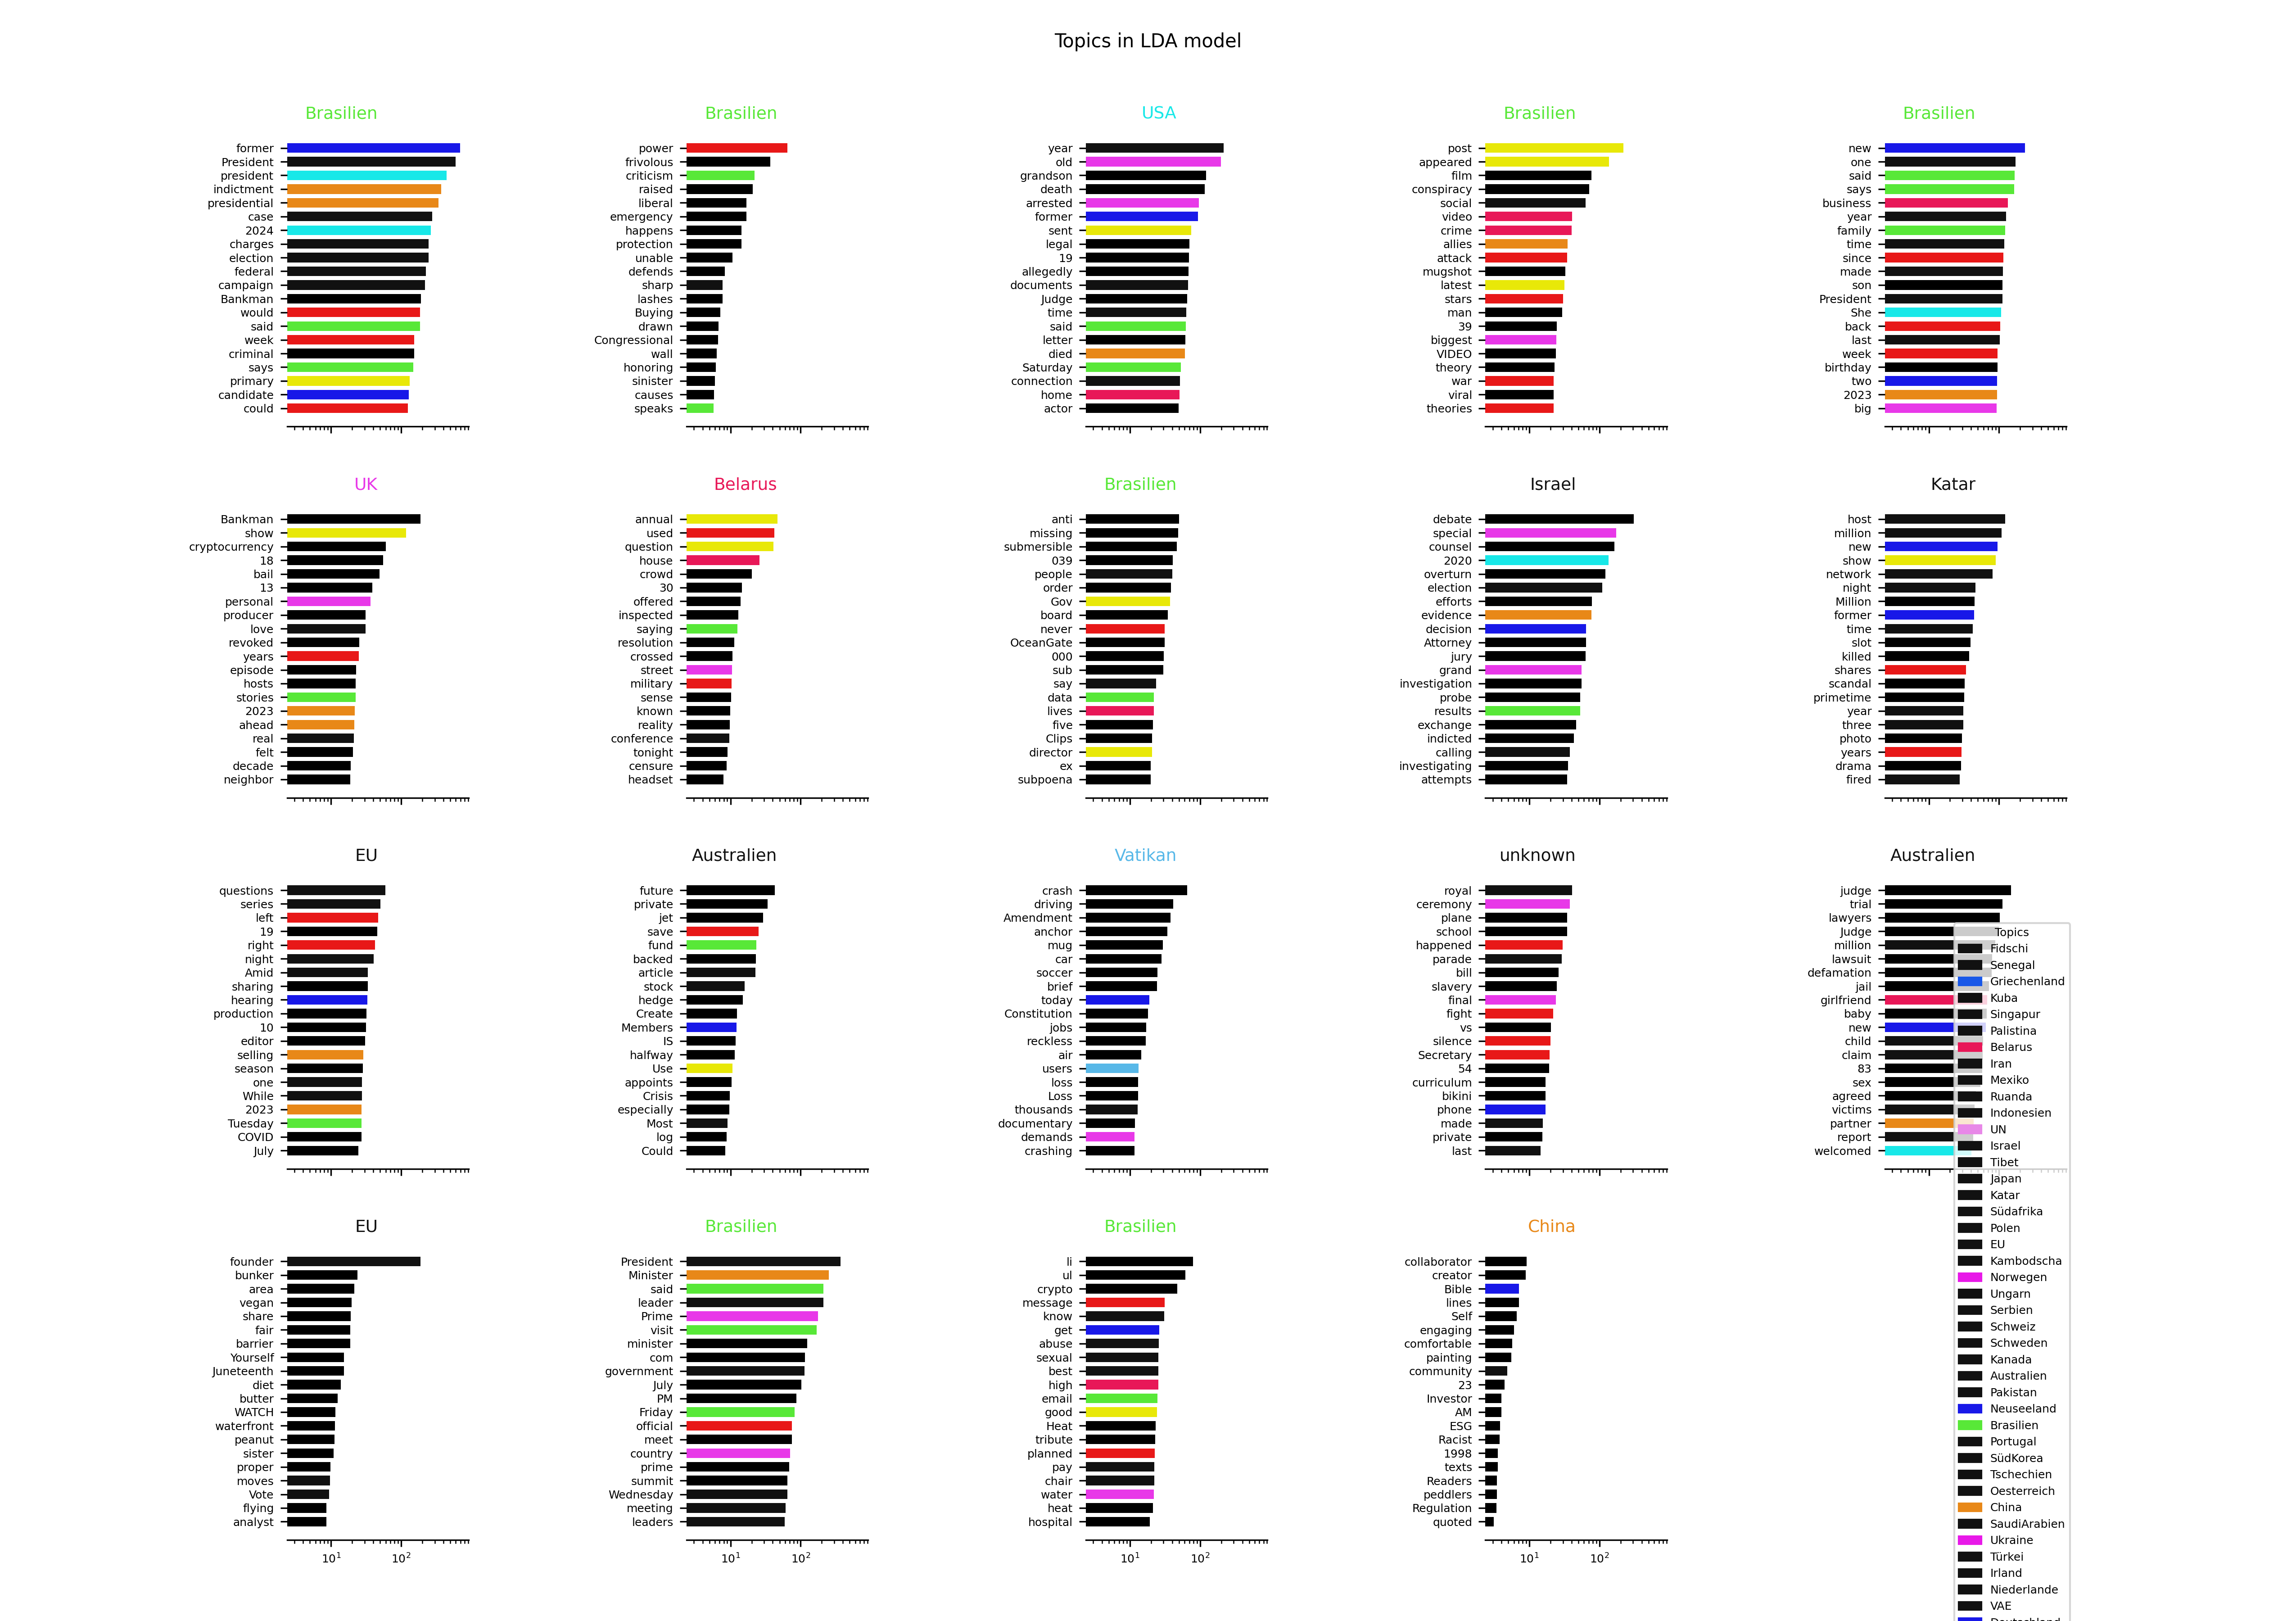 Topics in LDA model
Brasilien
former
President
president
indictment
presidential
case
2024
charges
election
federal
campaign
Bankman
would
said
week
criminal
says
primary
candidate
could
Brasilien
power
frivolous
criticism
raised
liberal
emergency
happens
protection
unable
defends
sharp
lashes
Buying
drawn
Congressional
wall
honoring
sinister
causes
speaks
USA
year
old
grandson
death
arrested
former
sent
legal
19
allegedly
documents
Judge
time
said
letter
died
Saturday
connection
home
actor
Brasilien
post
appeared
film
conspiracy
social
video
crime
allies
attack
mugshot
latest
stars
man
39
biggest
VIDEO
theory
war
viral
theories
Brasilien
new
one
said
says
business
year
family
time
since
made
son
President
She
back
last
week
birthday
two
2023
big
UK
Bankman
show
cryptocurrency
18
bail
13
personal
producer
love
revoked
years
episode
hosts
stories
2023
ahead
real
felt
decade
neighbor
Belarus
annual
used
question
house
crowd
30
offered
inspected
saying
resolution
crossed
street
military
sense
known
reality
conference
tonight
censure
headset
Brasilien
anti
missing
submersible
039
people
order
Gov
board
never
OceanGate
000
sub
say
data
lives
five
Clips
director
ex
subpoena
Israel
debate
special
counsel
2020
overturn
election
efforts
evidence
decision
Attorney
jury
grand
investigation
probe
results
exchange
indicted
calling
investigating
attempts
Katar
host
million
new
show
network
night
Million
former
time
slot
killed
shares
scandal
primetime
year
three
photo
years
drama
fired
EU
questions
series
left
19
right
night
Amid
sharing
hearing
production
10
editor
selling
season
one
While
2023
Tuesday
COVID
July
Australien
future
private
jet
save
fund
backed
article
stock
hedge
Create
Members
IS
halfway
Use
appoints
Crisis
especially
Most
log
Could
Vatikan
crash
driving
Amendment
anchor
mug
car
soccer
brief
today
Constitution
jobs
reckless
air
users
loss
Loss
thousands
documentary
demands
crashing
unknown
royal
ceremony
plane
school
happened
parade
bill
slavery
final
fight
vs
silence
Secretary
54
curriculum
bikini
phone
made
private
last
Australien
judge
trial
lawyers
Judge
million
lawsuit
defamation
jail
girlfriend
baby
new
child
claim
83
sex
agreed
victims
partner
report
welcomed
EU
founder
bunker
area
vegan
share
fair
barrier
Yourself
Juneteenth
diet
butter
WATCH
waterfront
peanut
sister
proper
moves
Vote
flying
analyst
10¹ 10²
Brasilien
President
Minister
said
leader
Prime
visit
minister
com
government
July
PM
Friday
official
meet
country
prime
summit
Wednesday
meeting
leaders
10¹ 10²
Brasilien
li
ul
crypto
message
know
get
abuse
sexual
best
high
email
good
Heat
tribute
planned
pay
chair
water
heat
hospital
10¹ 10²
China
collaborator
creator
Bible
lines
Self
engaging
comfortable
painting
community
23
Investor
AM
ESG
Racist
1998
texts
Readers
peddlers
Regulation
quoted
10¹ 10²
Topics
Fidschi
Senegal
Griechenland
Kuba
Singapur
Palistina
Belarus
Iran
Mexiko
Ruanda
Indonesien
UN
Israel
Tibet
Japan
Katar
Südafrika
Polen
EU
Kambodscha
Norwegen
Ungarn
Serbien
Schweiz
Schweden
Kanada
Australien
Pakistan
Neuseeland
Brasilien
Portugal
SüdKorea
Tschechien
Oesterreich
China
SaudiArabien
Ukraine
Türkei
Irland
Niederlande
VAE